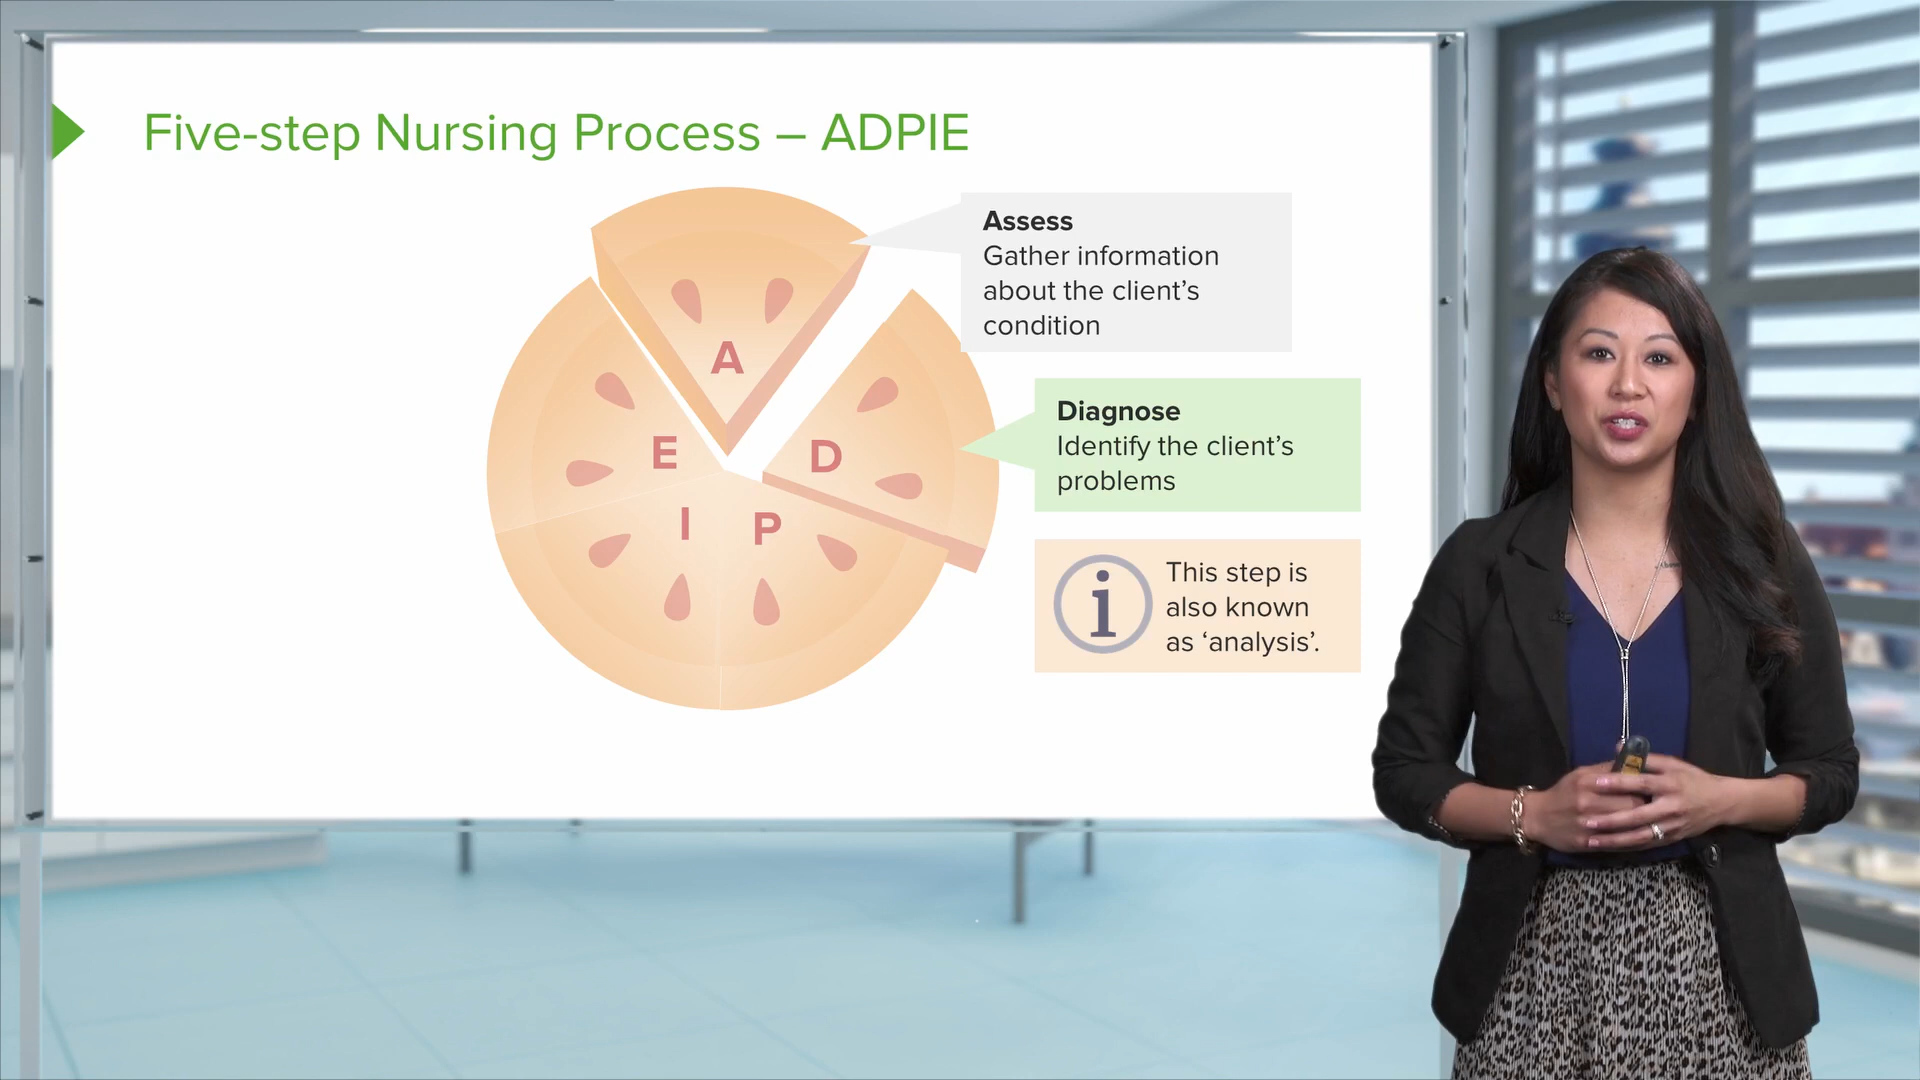 Five-step Nursing Process – ADPIE
Assess
Gather information
about the client’s
condition
A
Diagnose
Identify the client’s
problems
E
D
I
P
i
This step is
also known
as ‘analysis’.